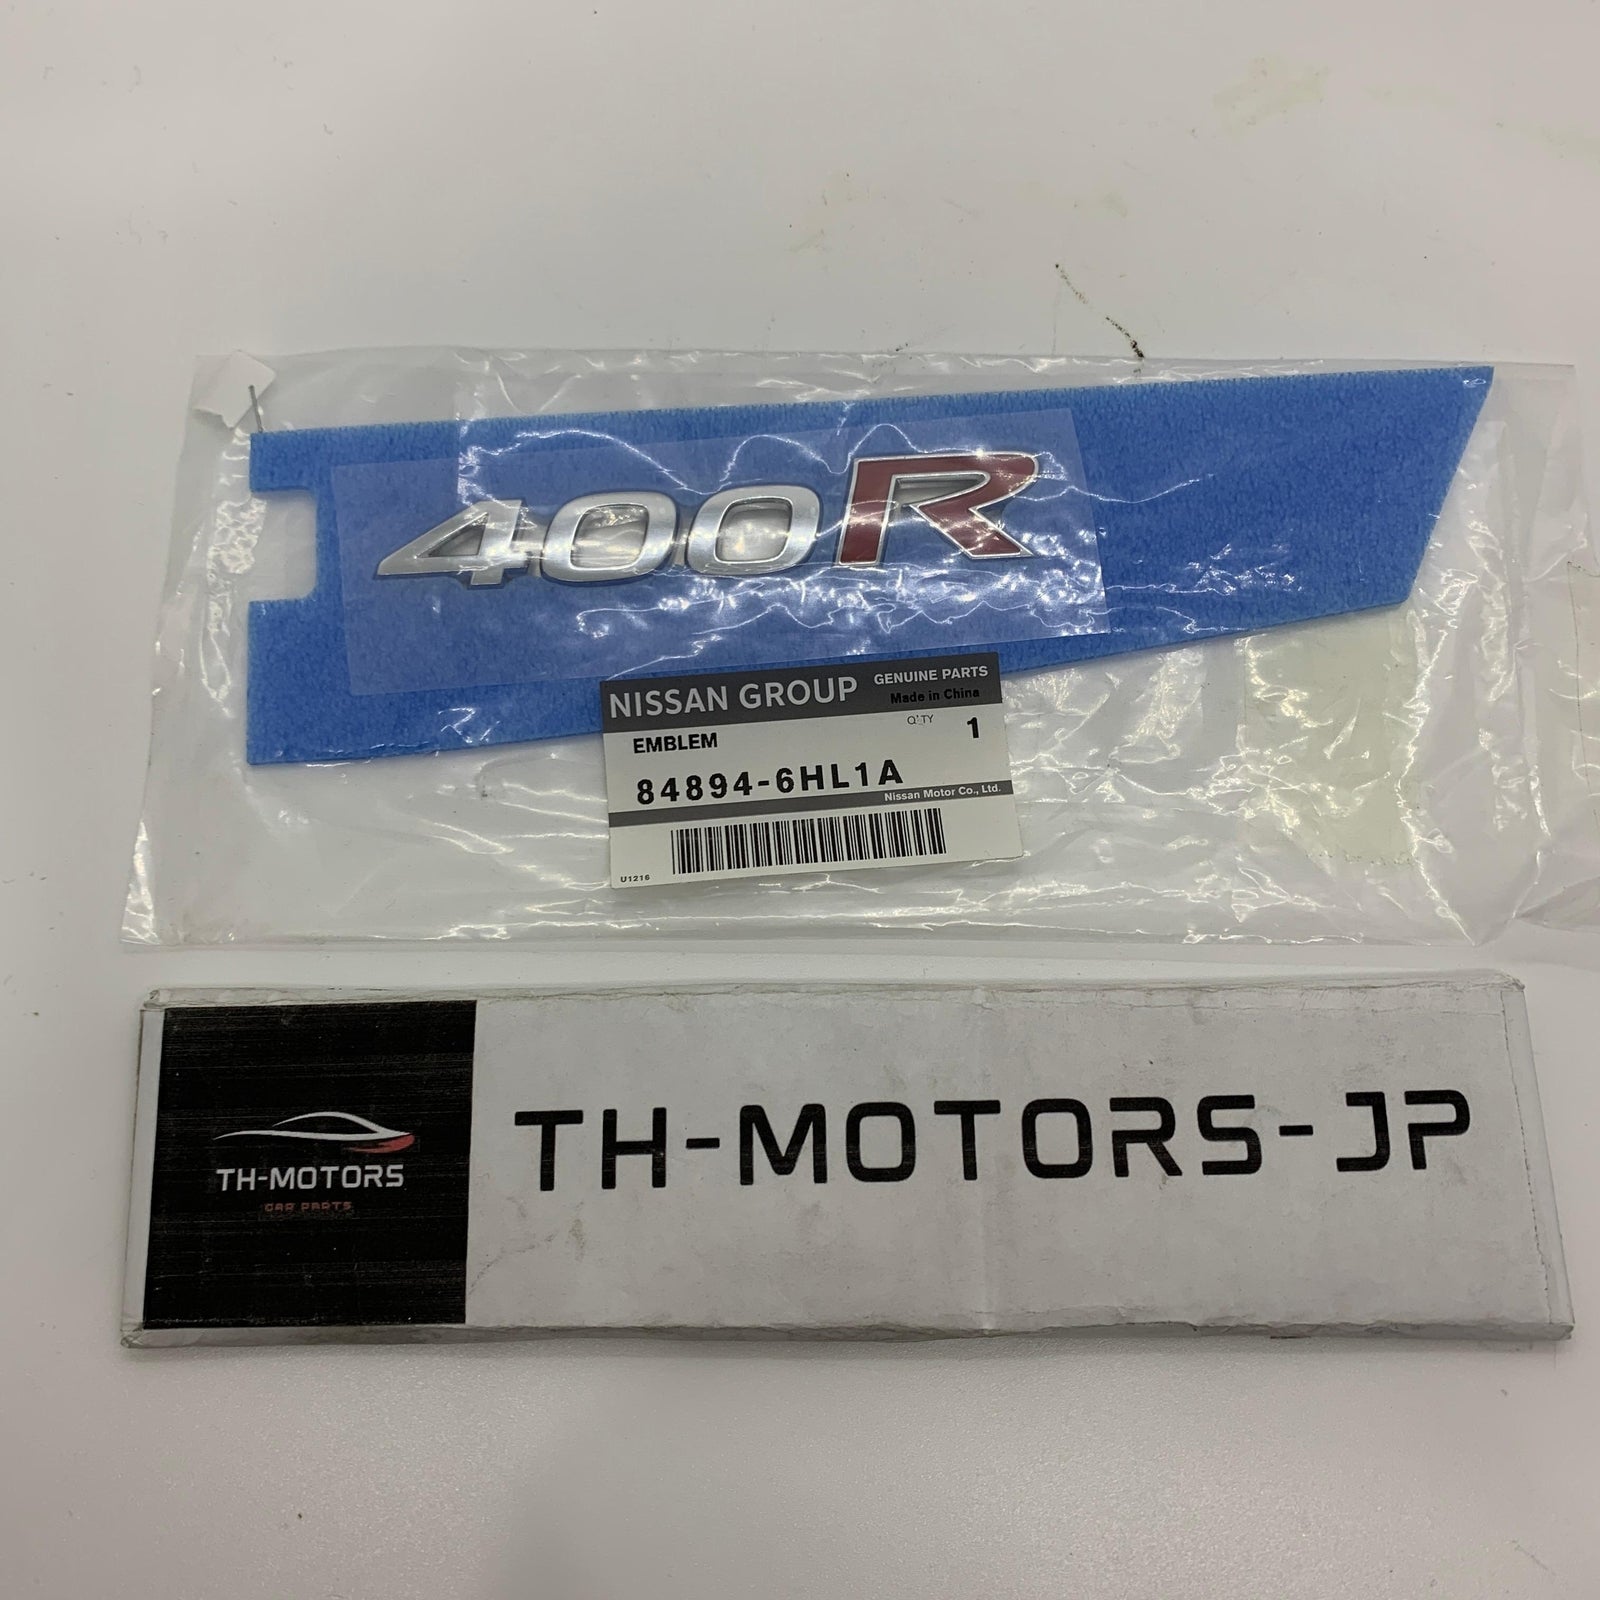 400R
NISSAN GROUP GENUINE PARTS
Made in China
Q'TY 1
EMBLEM
84894-6HL1A
Nissan Motor Co., Ltd.
U1216
TH-MOTORS
CAR PARTS
TH-MOTORS-JP